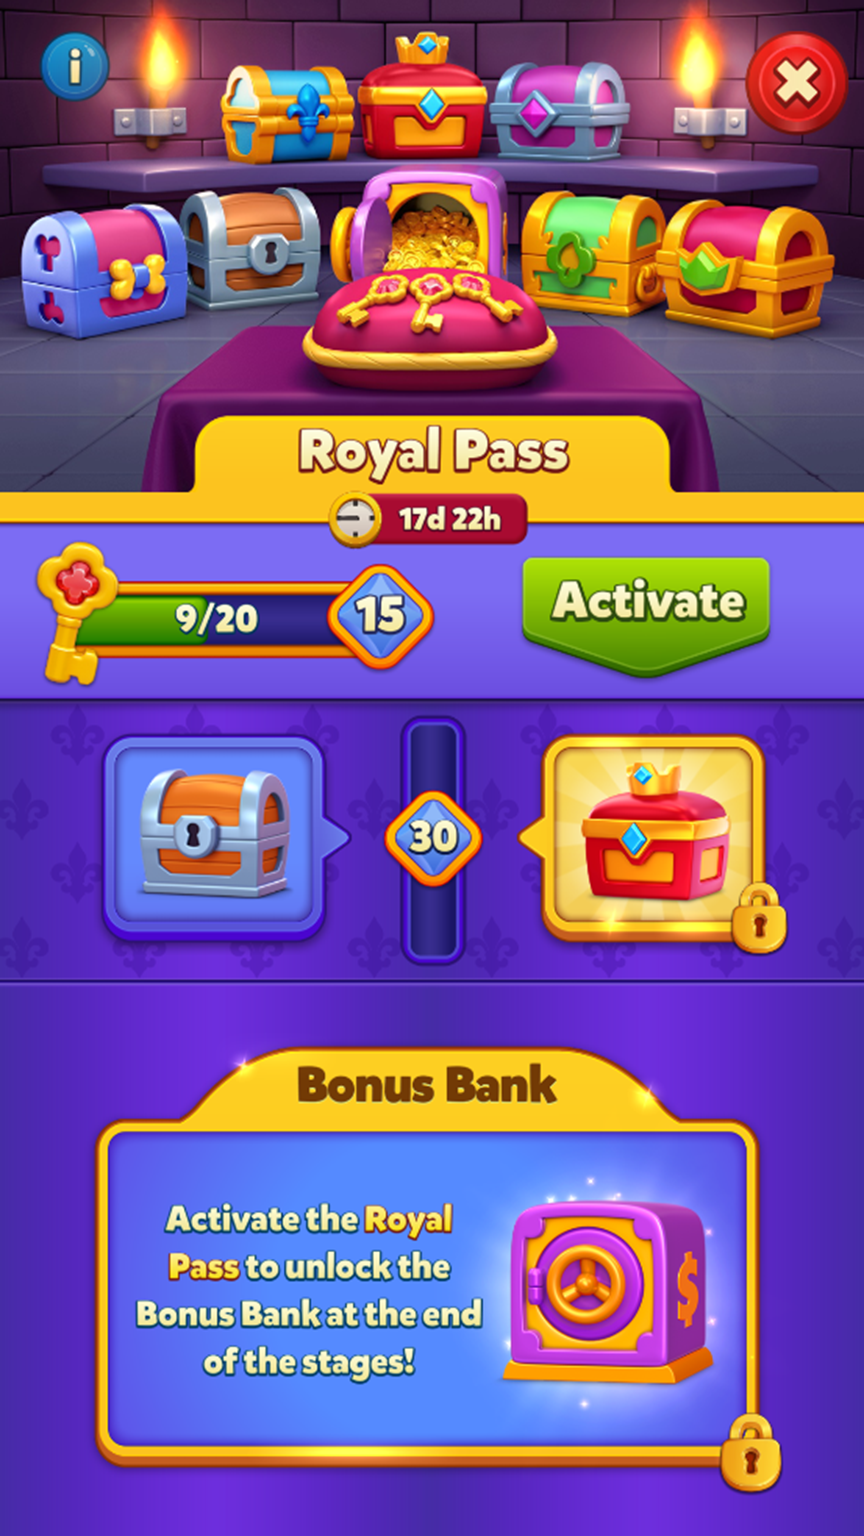 i
Royal Pass
17d 22h
9/20
15
Activate
30
Bonus Bank
Activate the Royal
Pass to unlock the
Bonus Bank at the end
of the stages!
$